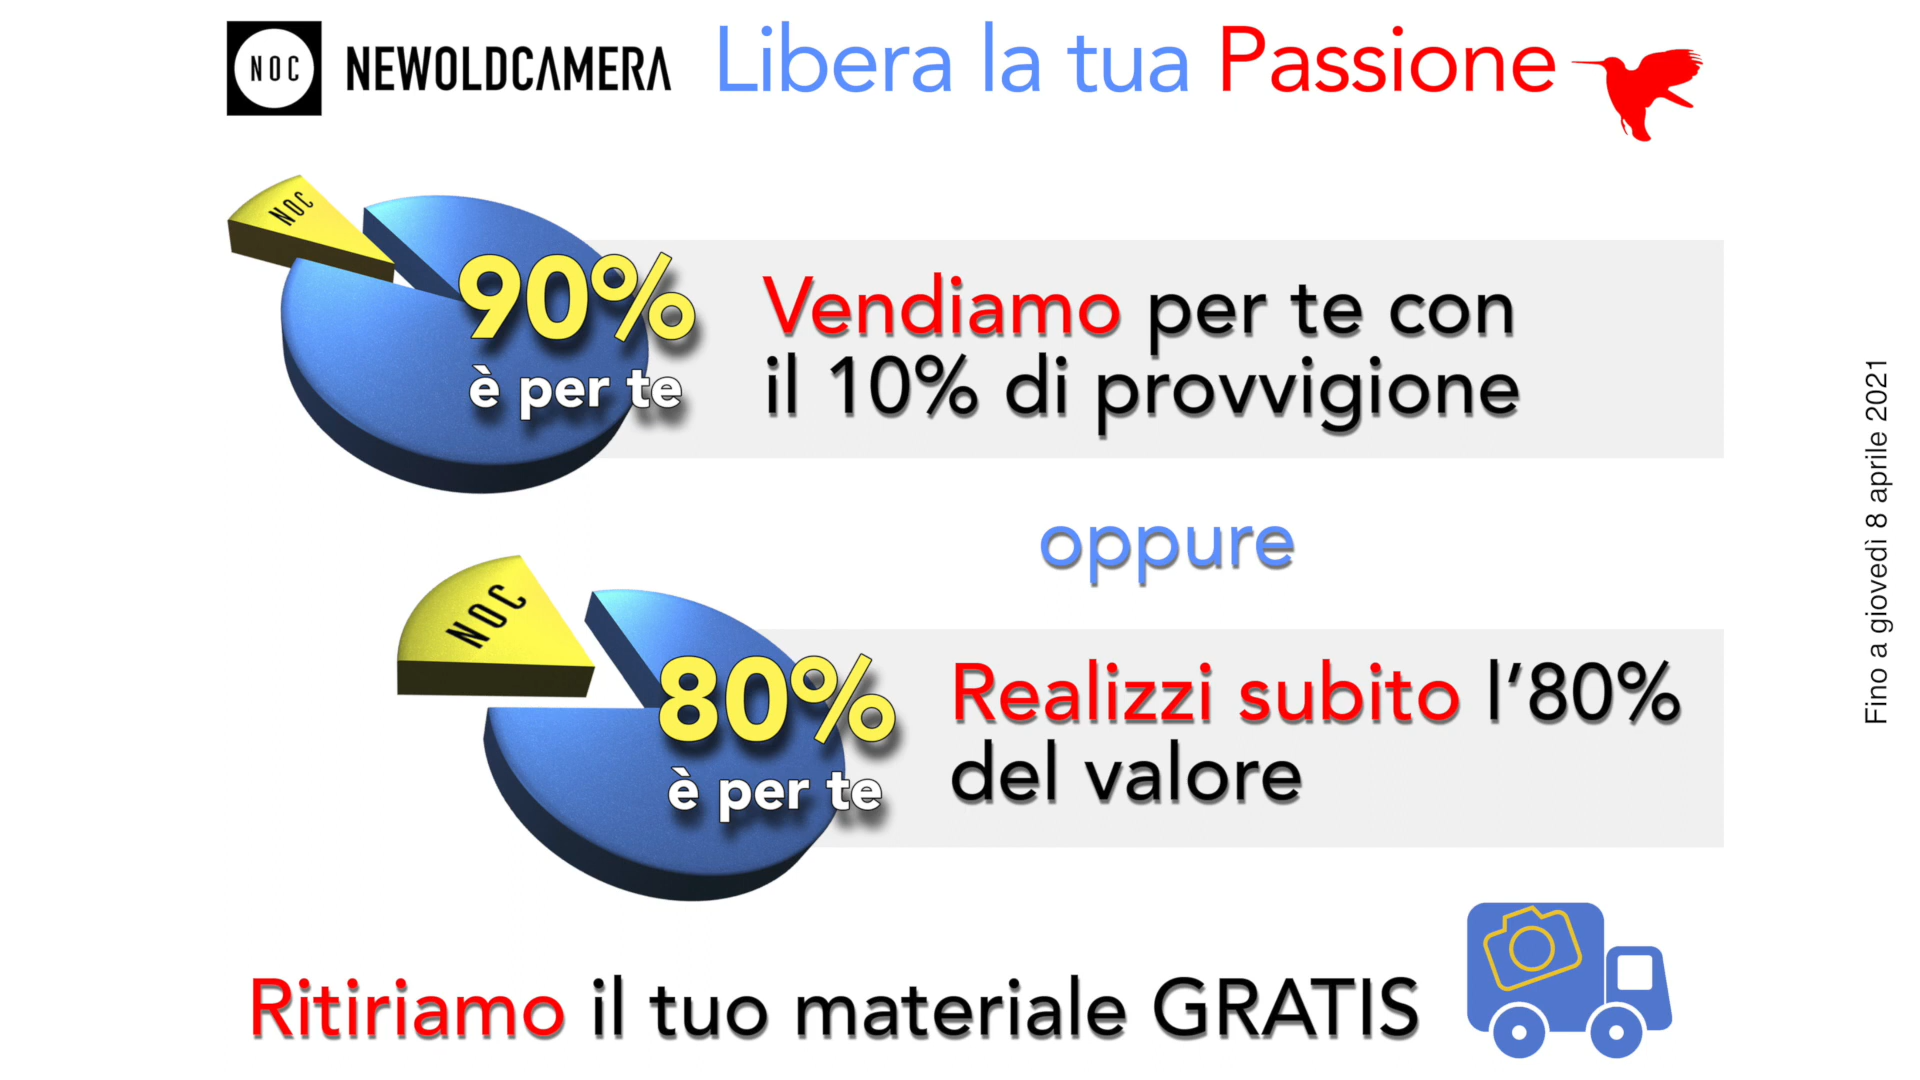 NOC NEWOLDCAMERA Libera la tua Passione
NOC
90%
è per te
Vendiamo per te con
il 10% di provvigione
oppure
NOC
80%
è per te
Realizzi subito l'80%
del valore
Ritiriamo il tuo materiale GRATIS
Fino a giovedì 8 aprile 2021